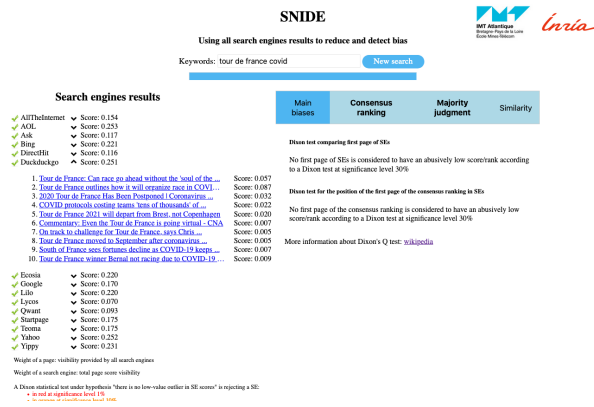 SNIDE
IMT Atlantique
Bretagne-Pays de la Loire
École Mines-Télécom
Inria
Using all search engines results to reduce and detect bias
Keywords: tour de france covid
New search
Search engines results
AllTheInternet Score: 0.154
AOL Score: 0.253
Ask Score: 0.117
Bing Score: 0.221
DirectHit Score: 0.116
Duckduckgo Score: 0.251
1. Tour de France: Can race go ahead without the 'soul of the ... Score: 0.057
2. Tour de France outlines how it will organize race in COVI... Score: 0.087
3. 2020 Tour de France Has Been Postponed | Coronavirus ... Score: 0.032
4. COVID protocols costing teams 'tens of thousands' of ... Score: 0.022
5. Tour de France 2021 will depart from Brest, not Copenhagen Score: 0.020
6. Commentary: Even the Tour de France is going virtual - CNA Score: 0.007
7. On track to challenge for Tour de France, says Chris ... Score: 0.005
8. Tour de France moved to September after coronavirus ... Score: 0.005
9. South of France sees fortunes decline as COVID-19 keeps ... Score: 0.007
10. Tour de France winner Bernal not racing due to COVID-19 ... Score: 0.009
Ecosia Score: 0.220
Google Score: 0.170
Lilo Score: 0.220
Lycos Score: 0.070
Qwant Score: 0.093
Startpage Score: 0.175
Teoma Score: 0.175
Yahoo Score: 0.252
Yippy Score: 0.231
Weight of a page: visibility provided by all search engines
Weight of a search engine: total page score visibility
A Dixon statistical test under hypothesis "there is no low-value outlier in SE scores" is rejecting a SE:
in red at significance level 1%
in orange at significance level 10%
Main biases
Consensus ranking
Majority judgment
Similarity
Dixon test comparing first page of SEs
No first page of SEs is considered to have an abusively low score/rank according
to a Dixon test at significance level 30%
Dixon test for the position of the first page of the consensus ranking in SEs
No first page of the consensus ranking is considered to have an abusively low
score/rank according to a Dixon test at significance level 30%
More information about Dixon's Q test: wikipedia